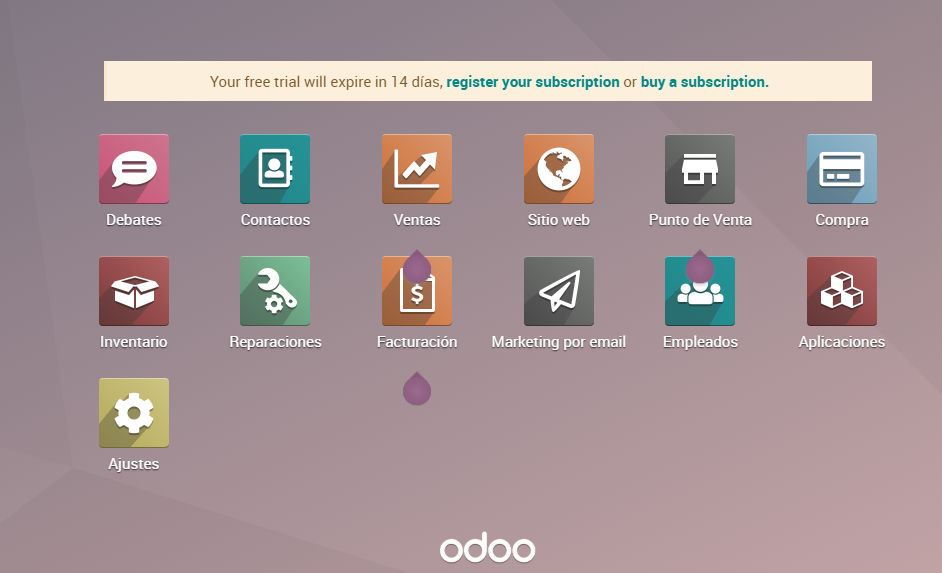 Your free trial will expire in 14 días, register your subscription or buy a subscription.
Debates
Contactos
Ventas
Sitio web
Punto de Venta
Compra
Inventario
Reparaciones
$
Facturación
Marketing por email
Empleados
Aplicaciones
Ajustes
odoo